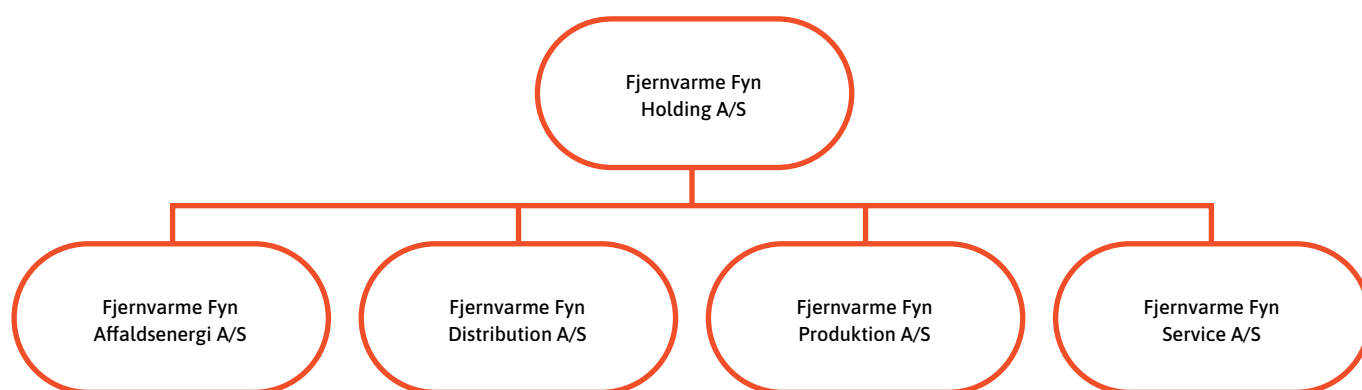 Fjernvarme Fyn
Holding A/S
Fjernvarme Fyn
Affaldsenergi A/S
Fjernvarme Fyn
Distribution A/S
Fjernvarme Fyn
Produktion A/S
Fjernvarme Fyn
Service A/S